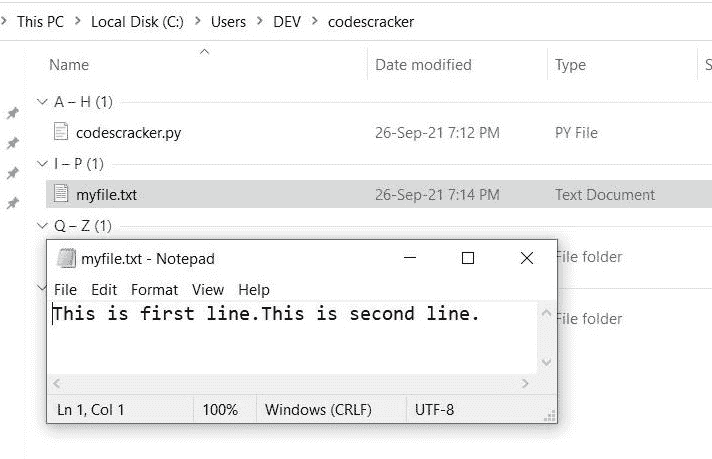 This PC > Local Disk (C:) > Users > DEV > codescracker
Name Date modified Type S
A – H (1)
codescracker.py 26-Sep-21 7:12 PM PY File
I – P (1)
myfile.txt 26-Sep-21 7:14 PM Text Document
Q – Z (1)
File folder
File folder
myfile.txt - Notepad
File Edit Format View Help
This is first line.This is second line.
Ln 1, Col 1 100% Windows (CRLF) UTF-8